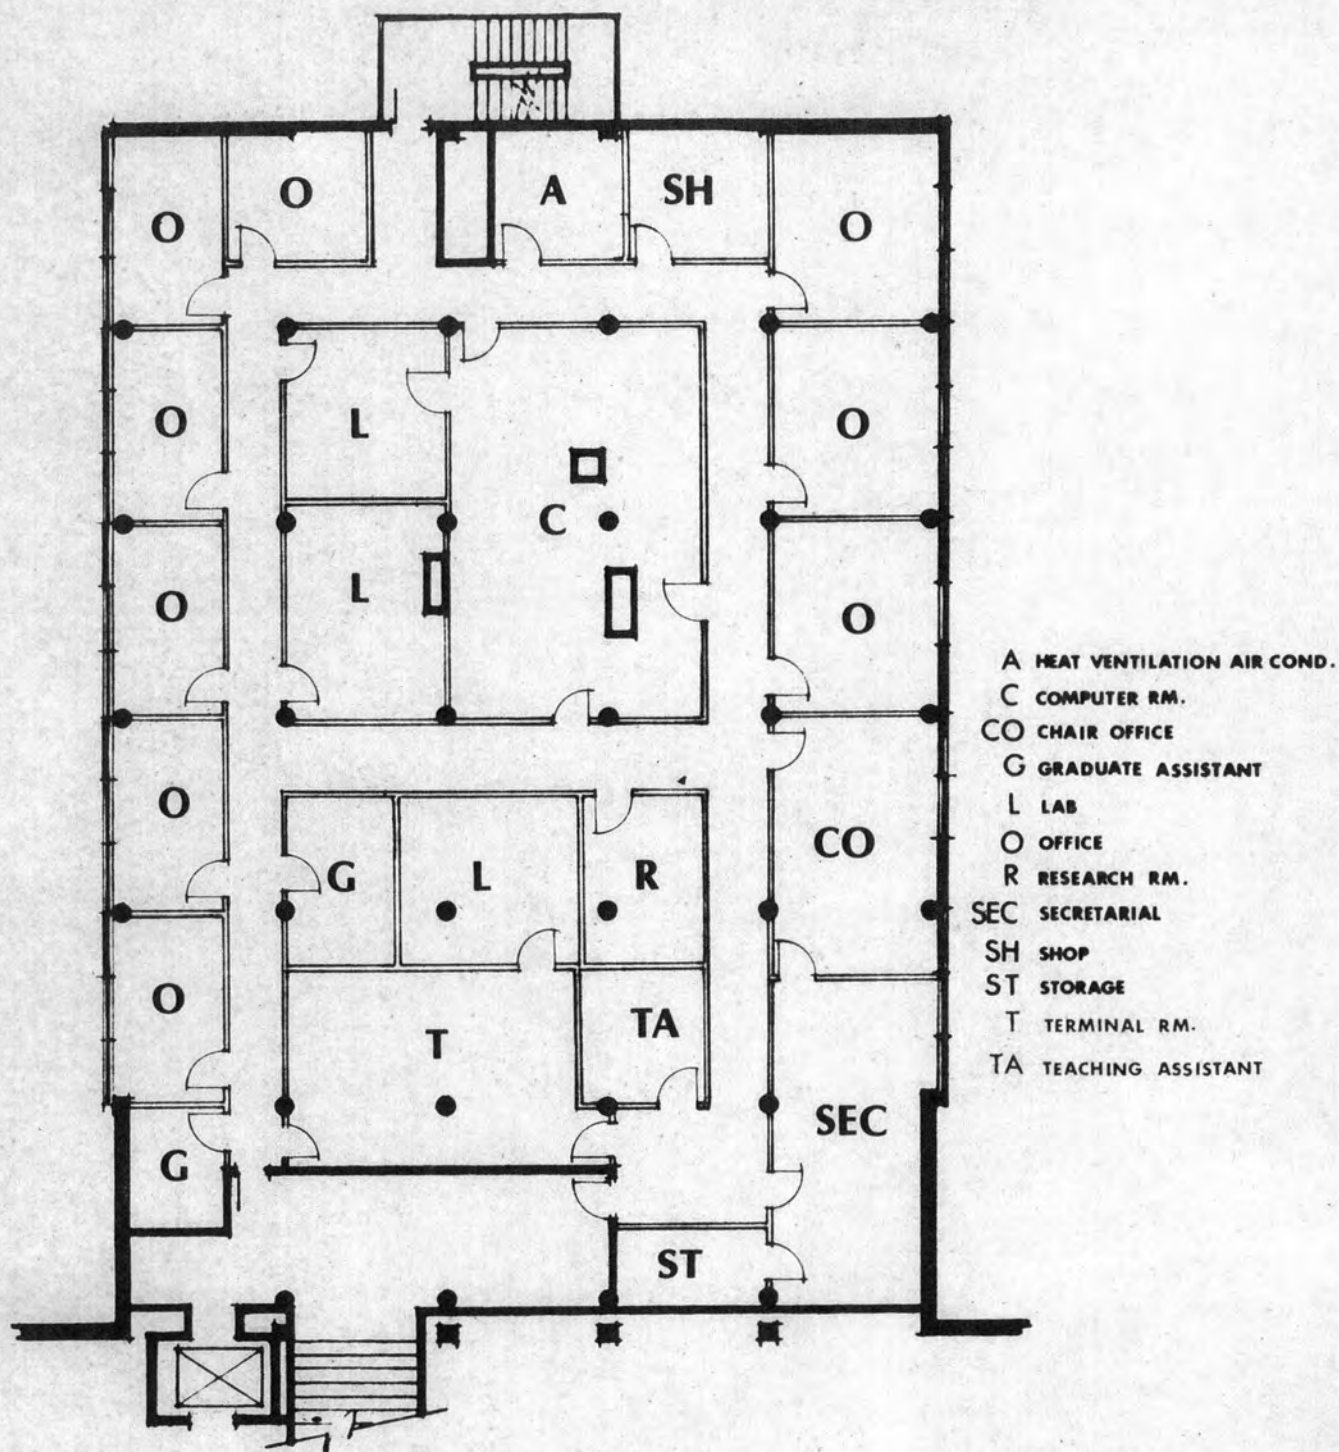 O
O
A
SH
O
O
L
O
C
O
L
O
O
CO
G
L
R
O
TA
T
SEC
G
ST
A HEAT VENTILATION AIR COND.
C COMPUTER RM.
CO CHAIR OFFICE
G GRADUATE ASSISTANT
L LAB
O OFFICE
R RESEARCH RM.
SEC SECRETARIAL
SH SHOP
ST STORAGE
T TERMINAL RM.
TA TEACHING ASSISTANT